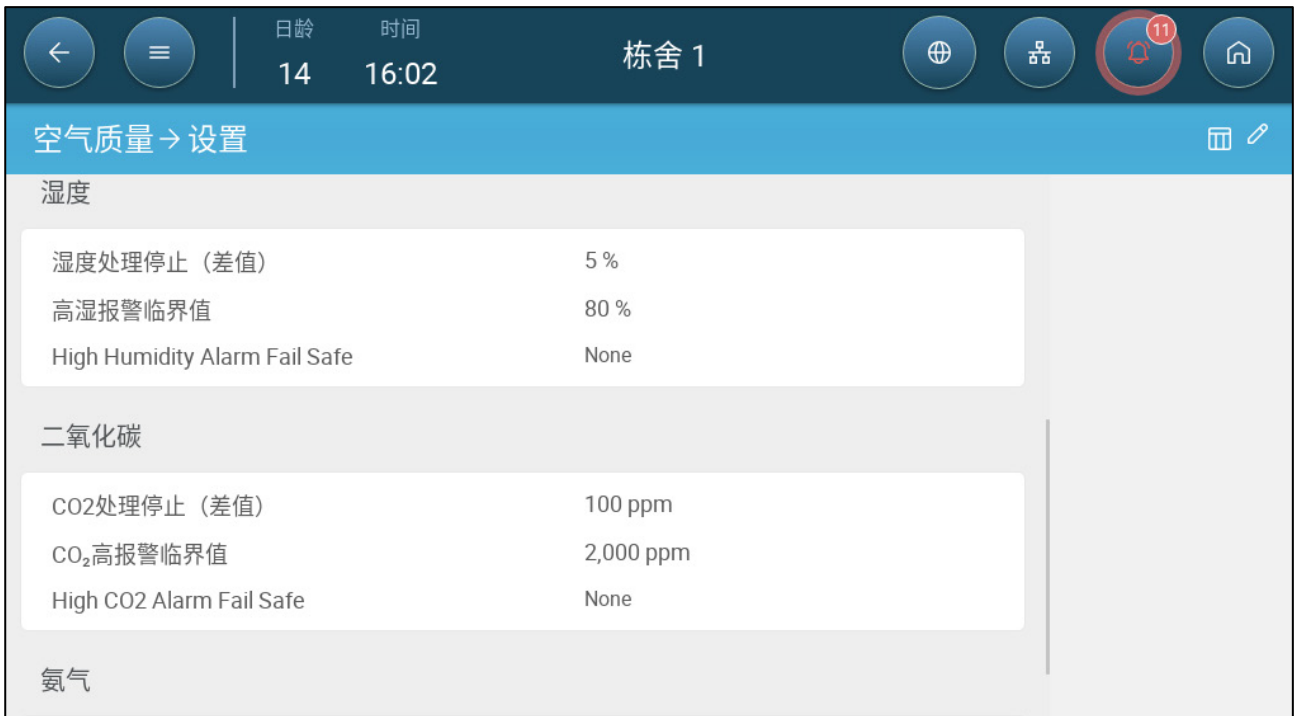 日龄 时间
14 16:02 栋舍 1 11
空气质量→设置
湿度
湿度处理停止（差值） 5 %
高湿报警临界值 80 %
High Humidity Alarm Fail Safe None
二氧化碳
CO2处理停止（差值） 100 ppm
CO₂高报警临界值 2,000 ppm
High CO2 Alarm Fail Safe None
氨气